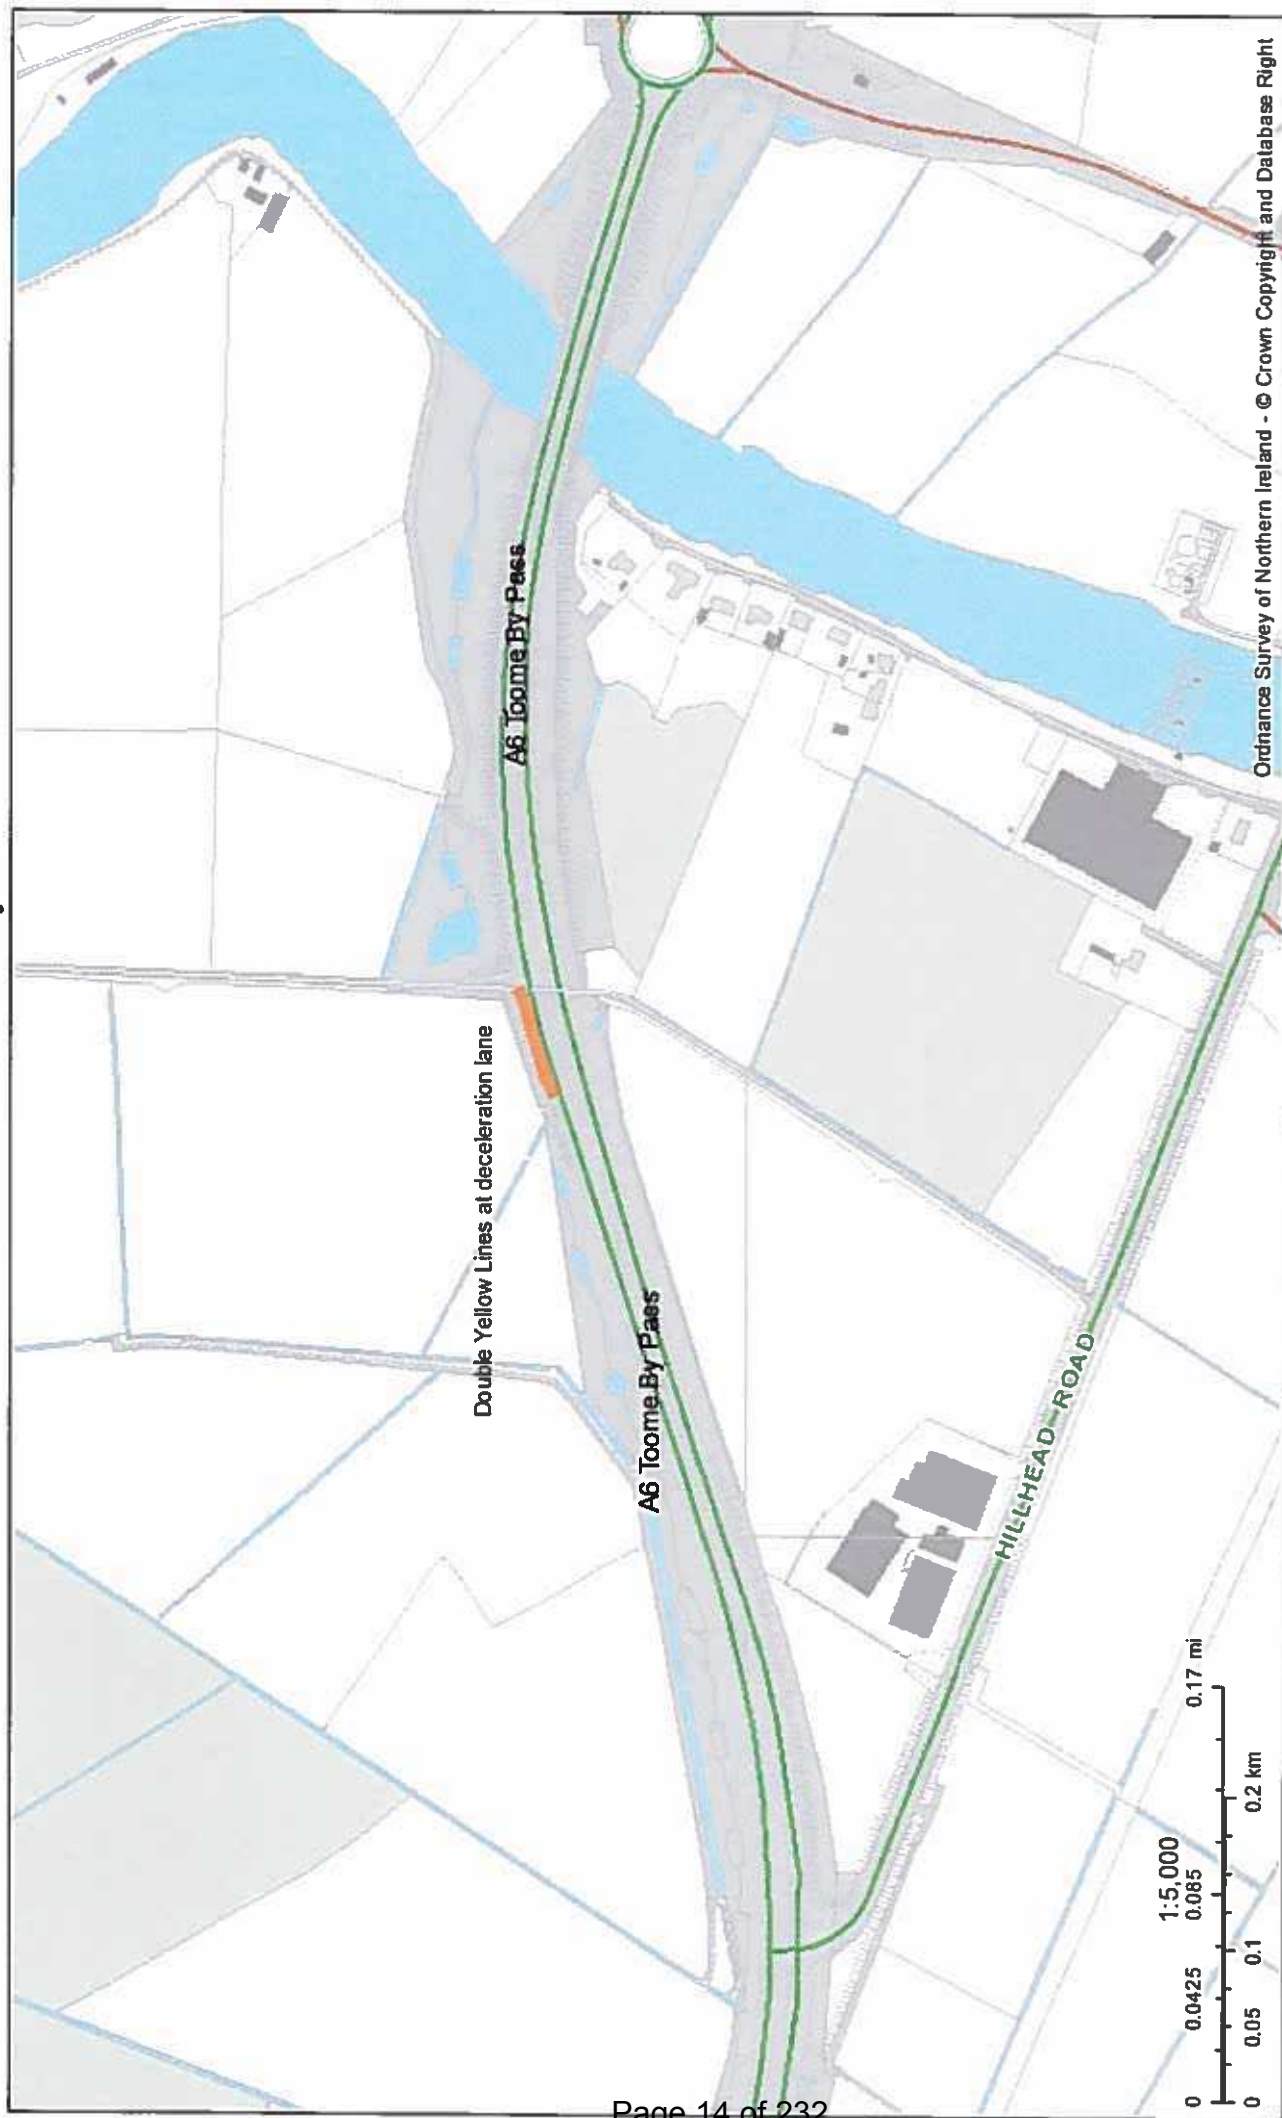 A6 Toome By Pass
Double Yellow Lines at deceleration lane
A6 Toome By Pass
HILLHEAD ROAD
1:5,000
0 0.0425 0.085 0.17 mi
0 0.05 0.1 0.2 km
Ordnance Survey of Northern Ireland - © Crown Copyright and Database Right
Page 14 of 232